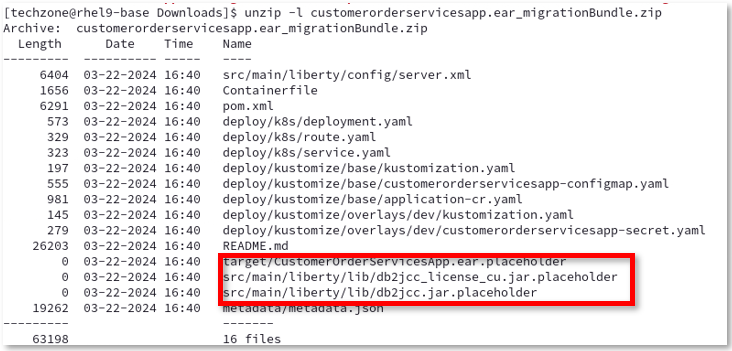 [techzone@rhel9-base Downloads]$ unzip -l customerorderservicesapp.ear_migrationBundle.zip
Archive:  customerorderservicesapp.ear_migrationBundle.zip
  Length      Date    Time    Name
---------  ---------- -----   ----
     6404  03-22-2024 16:40   src/main/liberty/config/server.xml
     1656  03-22-2024 16:40   Containerfile
     6291  03-22-2024 16:40   pom.xml
      573  03-22-2024 16:40   deploy/k8s/deployment.yaml
      329  03-22-2024 16:40   deploy/k8s/route.yaml
      323  03-22-2024 16:40   deploy/k8s/service.yaml
      197  03-22-2024 16:40   deploy/kustomize/base/kustomization.yaml
      555  03-22-2024 16:40   deploy/kustomize/base/customerorderservicesapp-configmap.yaml
      981  03-22-2024 16:40   deploy/kustomize/base/application-cr.yaml
      145  03-22-2024 16:40   deploy/kustomize/overlays/dev/kustomization.yaml
      279  03-22-2024 16:40   deploy/kustomize/overlays/dev/customerorderservicesapp-secret.yaml
    26203  03-22-2024 16:40   README.md
        0  03-22-2024 16:40   target/CustomerOrderServicesApp.ear.placeholder
        0  03-22-2024 16:40   src/main/liberty/lib/db2jcc_license_cu.jar.placeholder
        0  03-22-2024 16:40   src/main/liberty/lib/db2jcc.jar.placeholder
    19262  03-22-2024 16:40   metadata/metadata.json
---------                     -------
    63198                     16 files